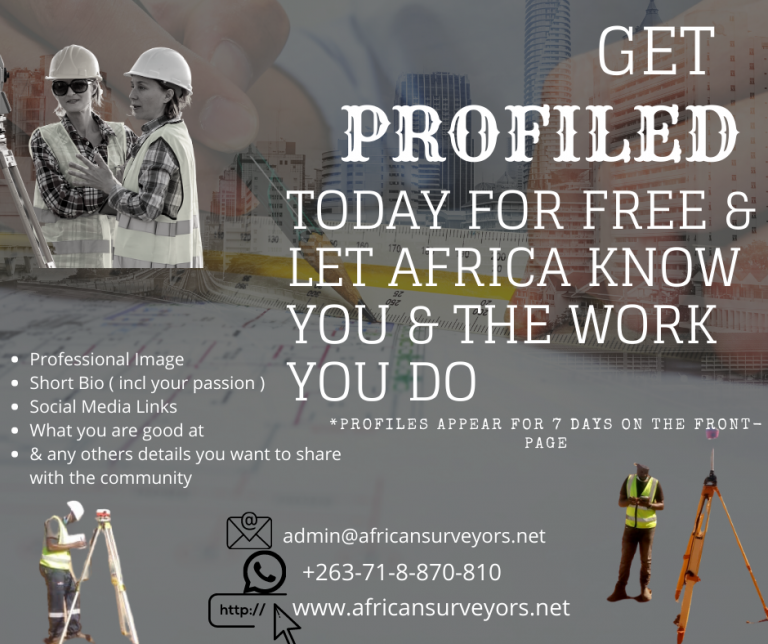 GET
PROFILED
TODAY FOR FREE &
LET AFRICA KNOW
YOU & THE WORK
YOU DO
*PROFILES APPEAR FOR 7 DAYS ON THE FRONT-
PAGE
• Professional Image
• Short Bio ( incl your passion )
• Social Media Links
• What you are good at
• & any others details you want to share
with the community
@
admin@africansurveyors.net
+263-71-8-870-810
http://
www.africansurveyors.net